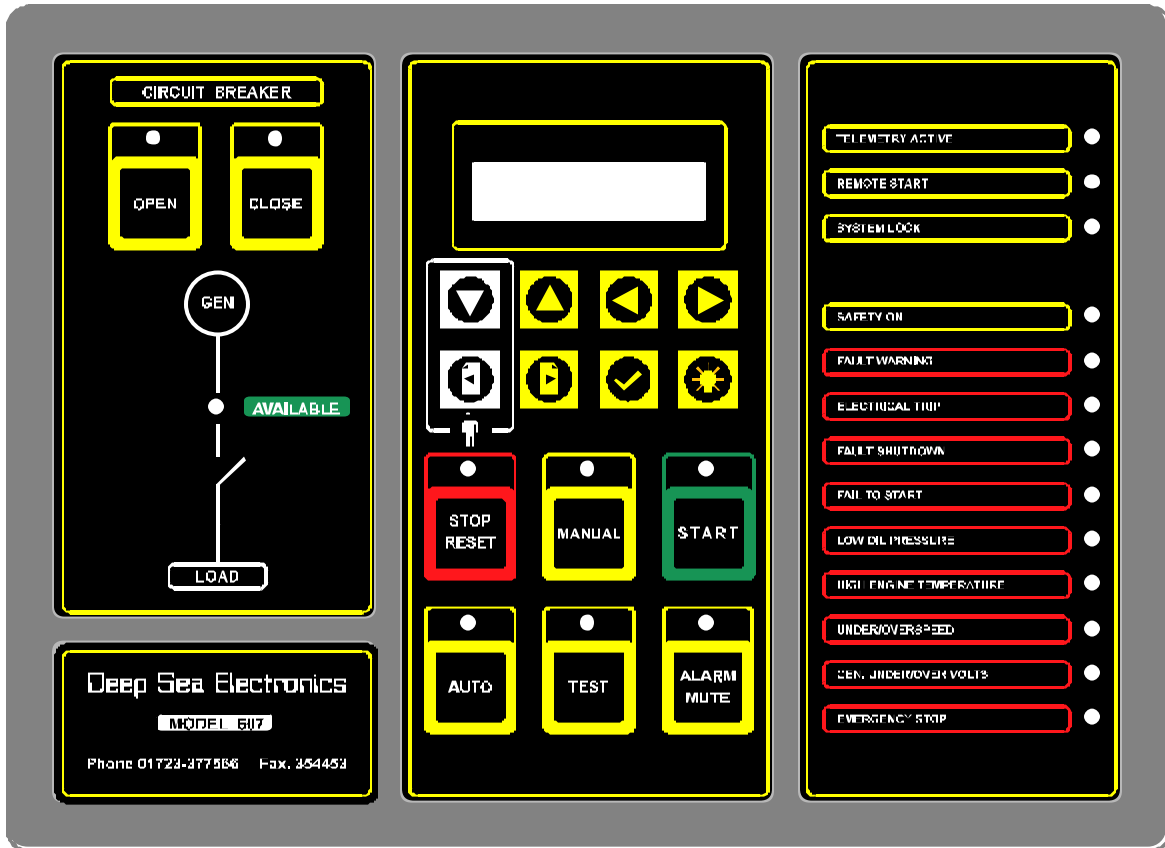 CIRCUIT BREAKER
OPEN
CLOSE
GEN
AVAILABLE
LOAD
Deep Sea Electronics
MODEL
Phone 01723-377566 Fax. 354453
STOP
RESET
MANUAL
START
AUTO
TEST
ALARM
MUTE
TELEMETRY ACTIVE
REMOTE START
SYSTEM LOCK
SAFETY ON
FAULT WARNING
ELECTRICAL TRIP
FAULT SHUTDOWN
FAIL TO START
LOW OIL PRESSURE
HIGH ENGINE TEMPERATURE
UNDER/OVERSPEED
GEN. UNDER/OVER VOLTS
EMERGENCY STOP